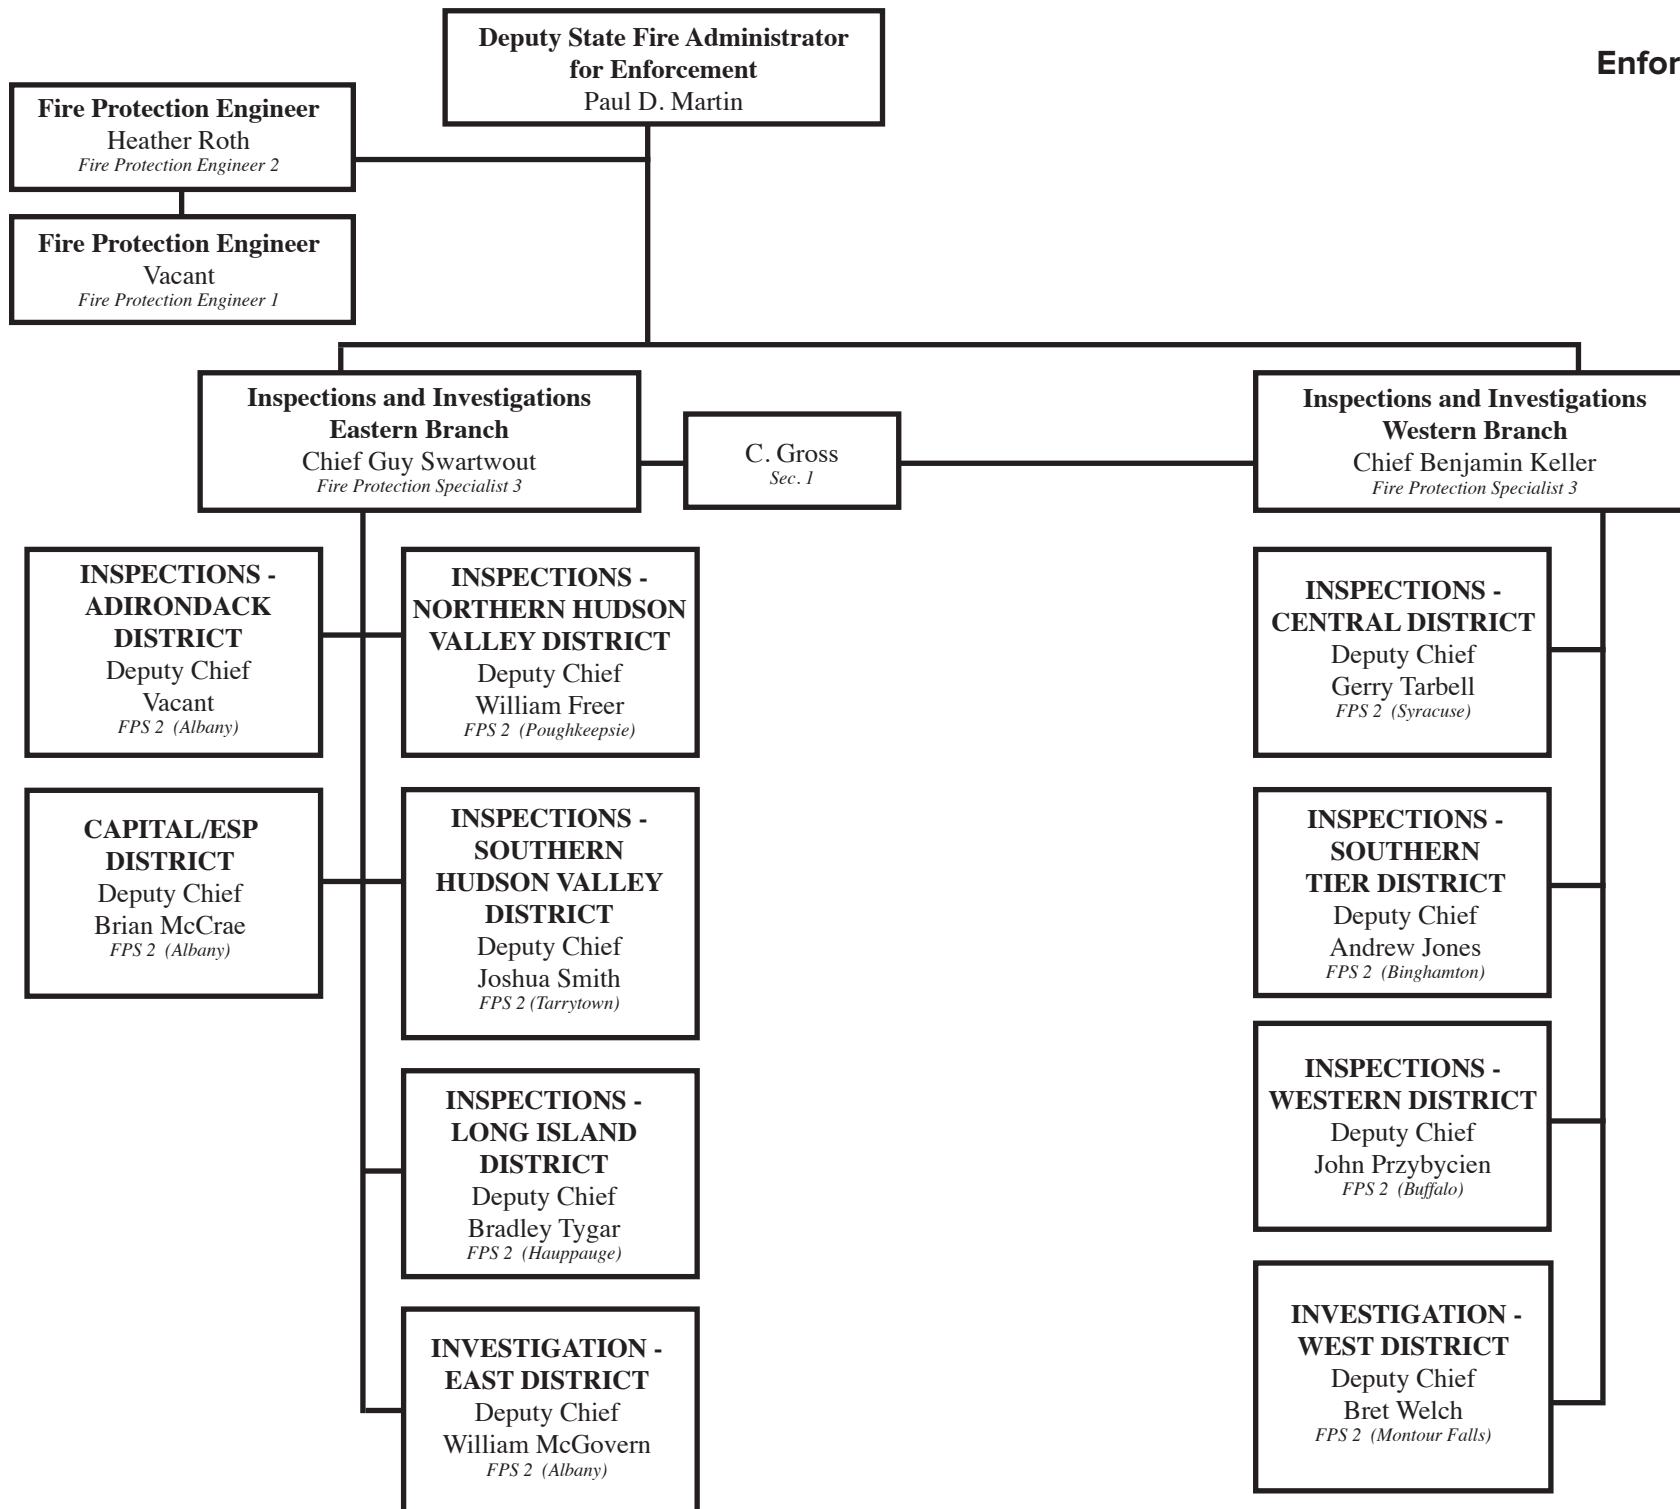 Deputy State Fire Administrator
for Enforcement
Paul D. Martin
Enfor
Fire Protection Engineer
Heather Roth
Fire Protection Engineer 2
Fire Protection Engineer
Vacant
Fire Protection Engineer 1
Inspections and Investigations
Eastern Branch
Chief Guy Swartwout
Fire Protection Specialist 3
C. Gross
Sec. 1
Inspections and Investigations
Western Branch
Chief Benjamin Keller
Fire Protection Specialist 3
INSPECTIONS -
ADIRONDACK
DISTRICT
Deputy Chief
Vacant
FPS 2 (Albany)
INSPECTIONS -
NORTHERN HUDSON
VALLEY DISTRICT
Deputy Chief
William Freer
FPS 2 (Poughkeepsie)
INSPECTIONS -
CENTRAL DISTRICT
Deputy Chief
Gerry Tarbell
FPS 2 (Syracuse)
CAPITAL/ESP
DISTRICT
Deputy Chief
Brian McCrae
FPS 2 (Albany)
INSPECTIONS -
SOUTHERN
HUDSON VALLEY
DISTRICT
Deputy Chief
Joshua Smith
FPS 2 (Tarrytown)
INSPECTIONS -
SOUTHERN
TIER DISTRICT
Deputy Chief
Andrew Jones
FPS 2 (Binghamton)
INSPECTIONS -
LONG ISLAND
DISTRICT
Deputy Chief
Bradley Tygar
FPS 2 (Hauppauge)
INSPECTIONS -
WESTERN DISTRICT
Deputy Chief
John Przybycien
FPS 2 (Buffalo)
INVESTIGATION -
EAST DISTRICT
Deputy Chief
William McGovern
FPS 2 (Albany)
INVESTIGATION -
WEST DISTRICT
Deputy Chief
Bret Welch
FPS 2 (Montour Falls)